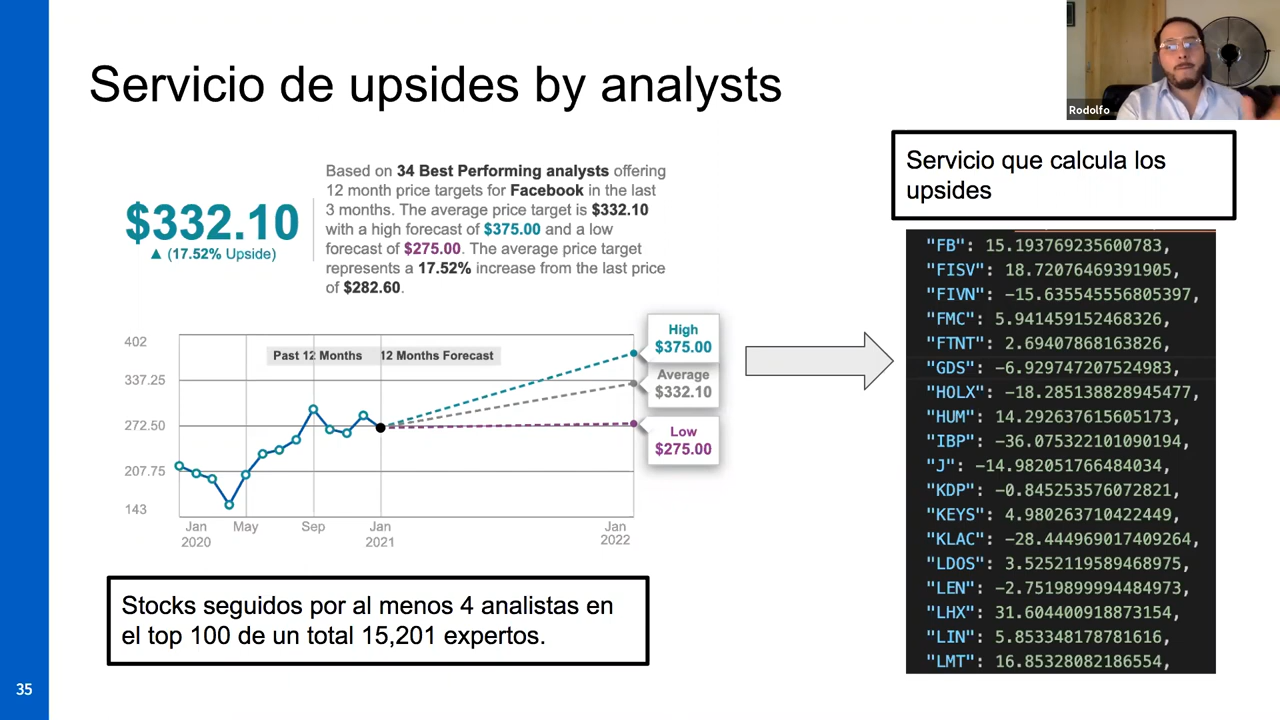 Servicio de upsides by analysts
Rodolfo
$332.10
▲ (17.52% Upside)
Based on 34 Best Performing analysts offering
12 month price targets for Facebook in the last
3 months. The average price target is $332.10
with a high forecast of $375.00 and a low
forecast of $275.00. The average price target
represents a 17.52% increase from the last price
of $282.60.
402
337.25
272.50
207.75
143
Past 12 Months
12 Months Forecast
High
$375.00
Average
$332.10
Low
$275.00
Jan
2020
May
Sep
Jan
2021
Jan
2022
Stocks seguidos por al menos 4 analistas en
el top 100 de un total 15,201 expertos.
Servicio que calcula los
upsides
"FB": 15.193769235600783,
"FISV": 18.72076469391905,
"FIVN": -15.635545556805397,
"FMC": 5.941459152468326,
"FTNT": 2.69407868163826,
"GDS": -6.929747207524983,
"HOLX": -18.285138828945477,
"HUM": 14.292637615605173,
"IBP": -36.075322101090194,
"J": -14.982051766484034,
"KDP": -0.845253576072821,
"KEYS": 4.980263710422449,
"KLAC": -28.444969017409264,
"LDOS": 3.5252119589468975,
"LEN": -2.7519899994484973,
"LHX": 31.604400918873154,
"LIN": 5.853348178781616,
"LMT": 16.85328082186554,
35